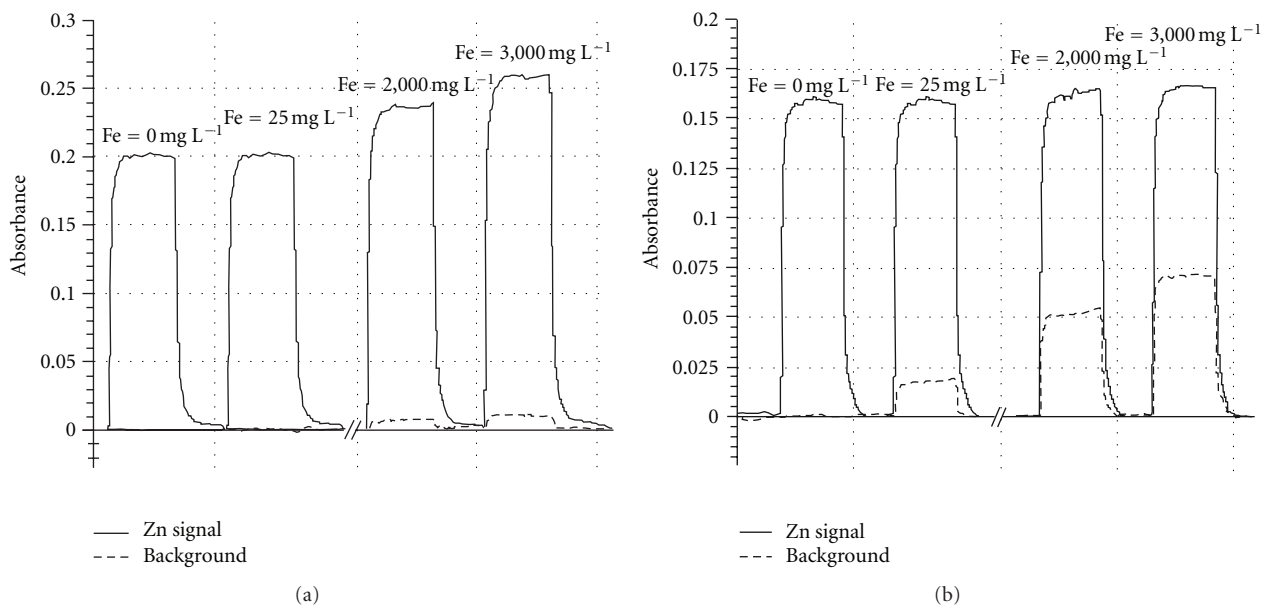 0.3
0.25
0.2
0.15
0.1
0.05
0
Absorbance
Fe = 0 mg L−1
Fe = 25 mg L−1
Fe = 2,000 mg L−1
Fe = 3,000 mg L−1
Zn signal
Background
(a)
0.2
0.175
0.15
0.125
0.1
0.075
0.05
0.025
0
Absorbance
Fe = 0 mg L−1
Fe = 25 mg L−1
Fe = 2,000 mg L−1
Fe = 3,000 mg L−1
Zn signal
Background
(b)